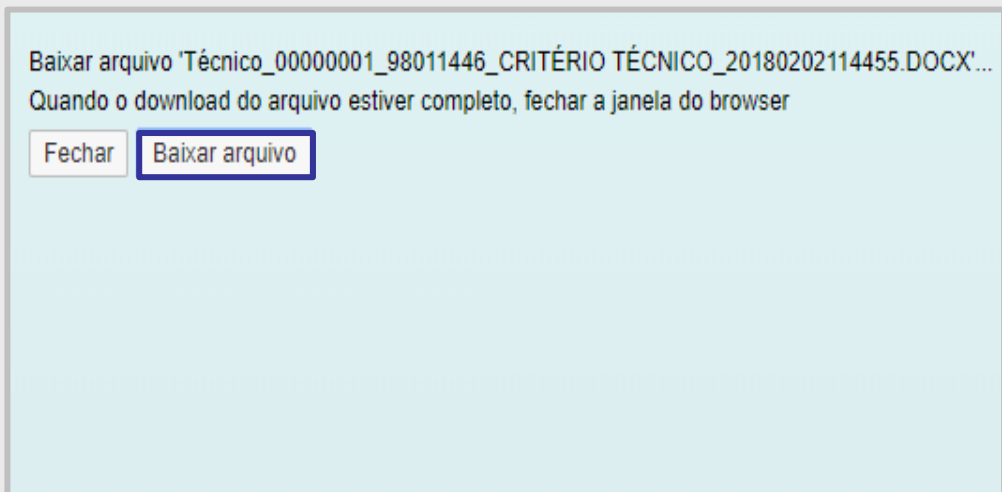 Baixar arquivo 'Técnico_00000001_98011446_CRITÉRIO TÉCNICO_20180202114455.DOCX'...
Quando o download do arquivo estiver completo, fechar a janela do browser
Fechar Baixar arquivo